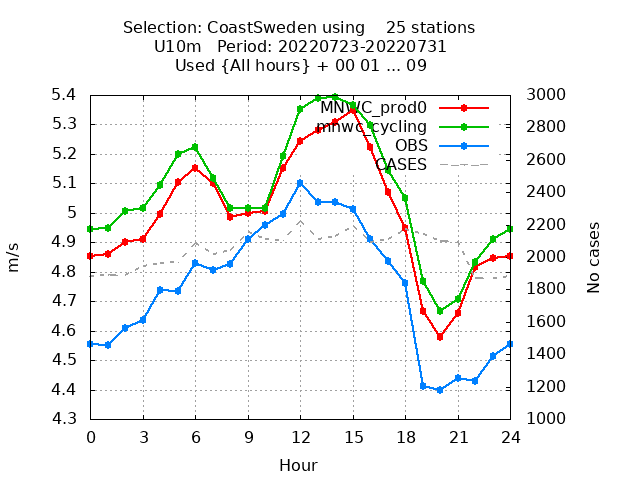 Selection: CoastSweden using    25 stations
U10m   Period: 20220723-20220731
Used {All hours} + 00 01 ... 09
5.4
5.3
5.2
5.1
5
4.9
4.8
4.7
4.6
4.5
4.4
4.3
m/s
MNWC_prod0
mnwc_cycling
OBS
CASES
3000
2800
2600
2400
2200
2000
1800
1600
1400
1200
1000
No cases
0 3 6 9 12 15 18 21 24
Hour